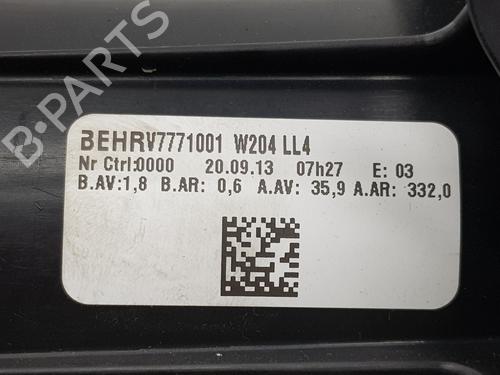 BEHRV7771001 W204 LL4
Nr Ctrl:0000 20.09.13 07h27 E: 03
B.AV:1,8 B.AR: 0,6 A.AV: 35,9 A.AR: 332,0
B-PARTS